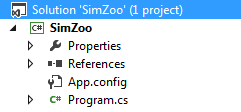 Solution 'SimZoo' (1 project)
C# SimZoo
Properties
References
App.config
C# Program.cs